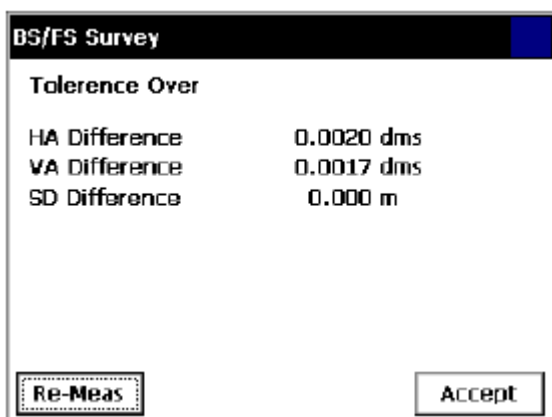 BS/FS Survey
Tolerence Over
HA Difference 0.0020 dms
VA Difference 0.0017 dms
SD Difference 0.000 m
Re-Meas Accept